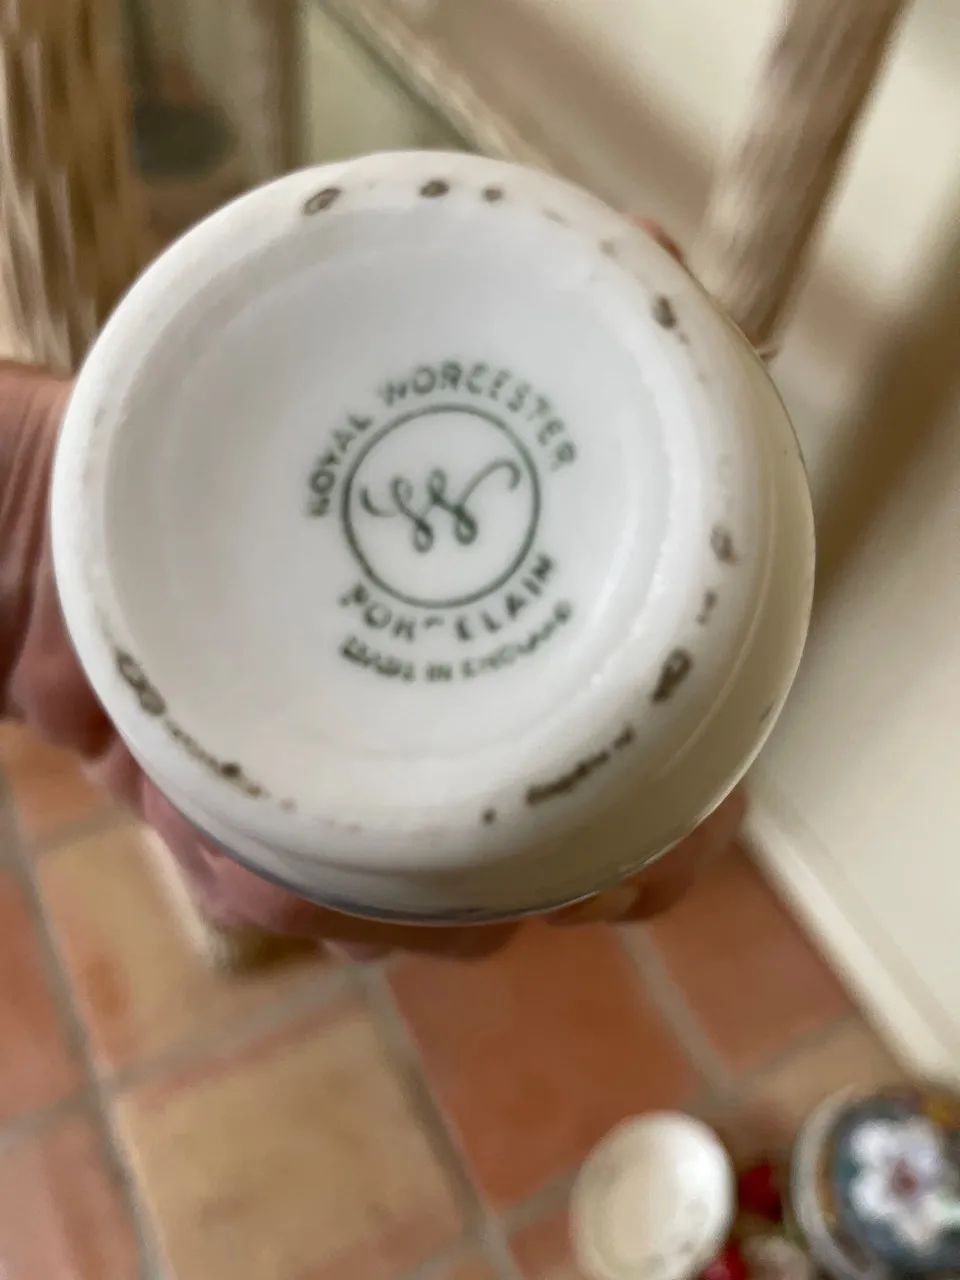 ROYAL WORCESTER
W
PORCELAIN
MADE IN ENGLAND